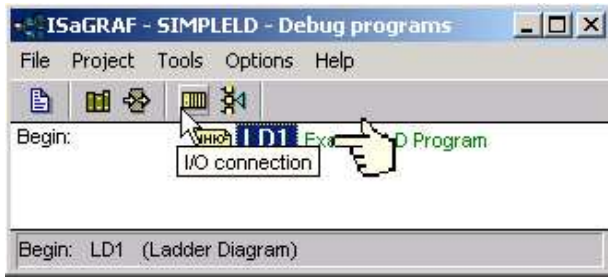 ISaGRAF - SIMPLELD - Debug programs
File Project Tools Options Help
Begin: LD1 Program
I/O connection
Begin: LD1 (Ladder Diagram)